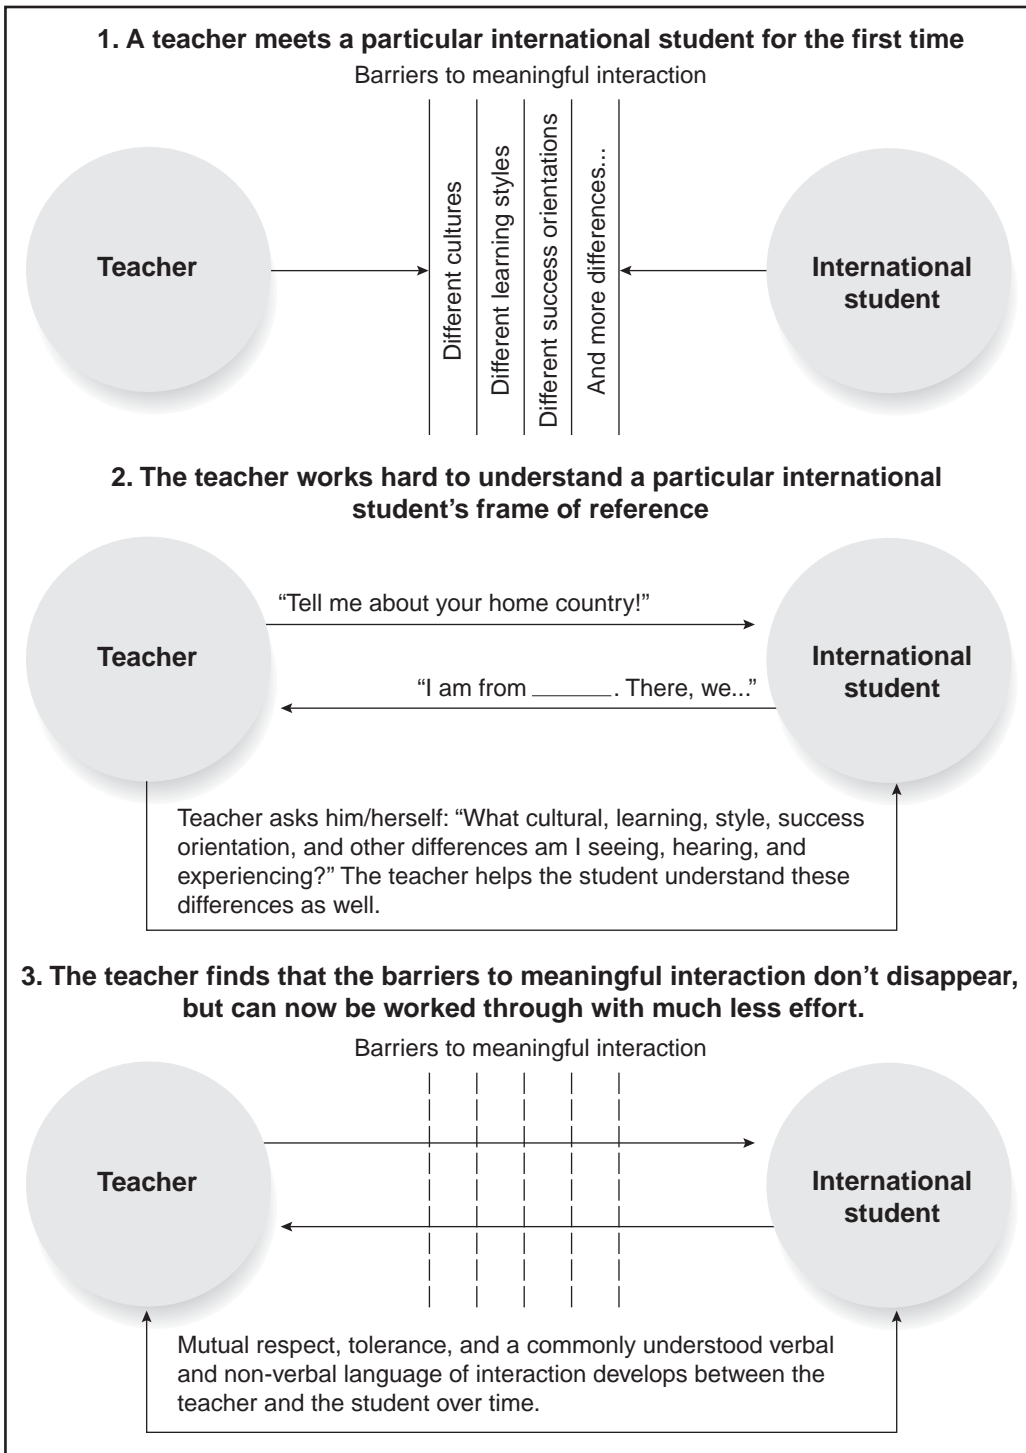 1. A teacher meets a particular international student for the first time
Barriers to meaningful interaction
Teacher
Different cultures
Different learning styles
Different success orientations
And more differences...
International
student
2. The teacher works hard to understand a particular international
student’s frame of reference
“Tell me about your home country!”
Teacher
International
student
“I am from ______. There, we...”
Teacher asks him/herself: “What cultural, learning, style, success
orientation, and other differences am I seeing, hearing, and
experiencing?” The teacher helps the student understand these
differences as well.
3. The teacher finds that the barriers to meaningful interaction don’t disappear,
but can now be worked through with much less effort.
Barriers to meaningful interaction
Teacher
International
student
Mutual respect, tolerance, and a commonly understood verbal
and non-verbal language of interaction develops between the
teacher and the student over time.